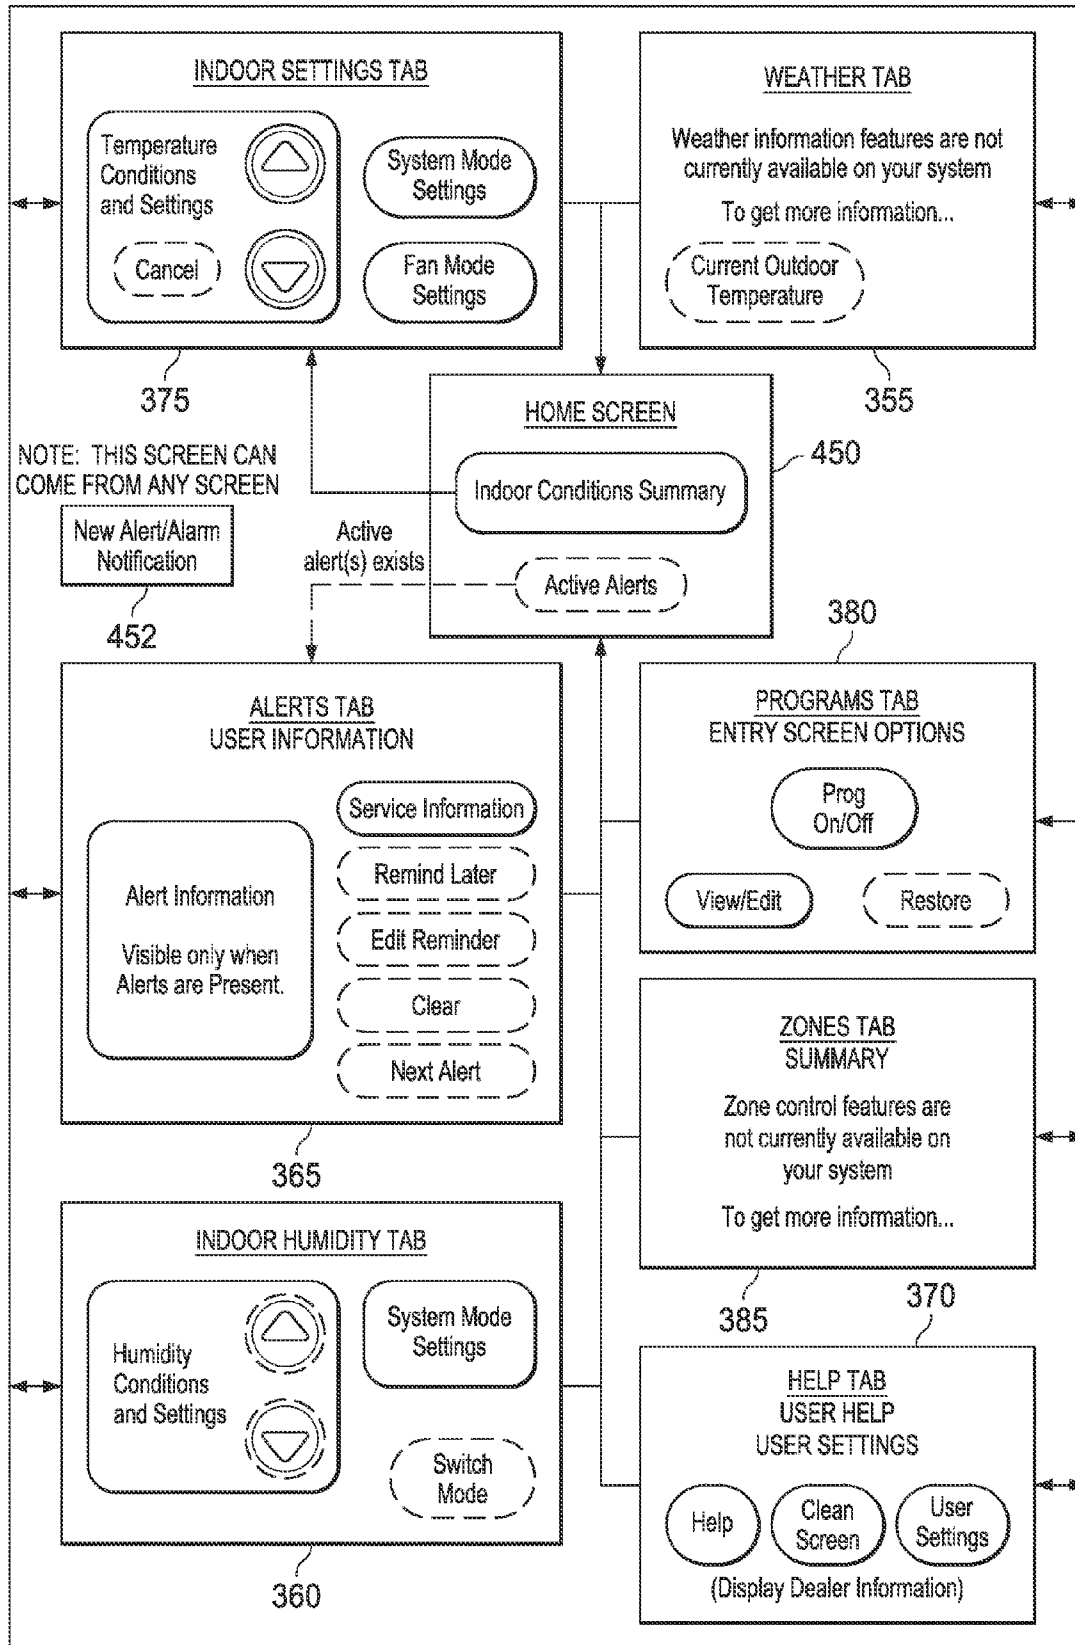 INDOOR SETTINGS TAB
Temperature
Conditions
and Settings
Cancel
System Mode
Settings
Fan Mode
Settings
375
WEATHER TAB
Weather information features are not
currently available on your system
To get more information...
Current Outdoor
Temperature
355
HOME SCREEN
Indoor Conditions Summary
Active Alerts
450
NOTE: THIS SCREEN CAN
COME FROM ANY SCREEN
New Alert/Alarm
Notification
452
Active
alert(s) exists
ALERTS TAB
USER INFORMATION
Alert Information
Visible only when
Alerts are Present.
Service Information
Remind Later
Edit Reminder
Clear
Next Alert
365
380
PROGRAMS TAB
ENTRY SCREEN OPTIONS
Prog
On/Off
View/Edit
Restore
ZONES TAB
SUMMARY
Zone control features are
not currently available on
your system
To get more information...
385
INDOOR HUMIDITY TAB
Humidity
Conditions
and Settings
System Mode
Settings
Switch
Mode
360
370
HELP TAB
USER HELP
USER SETTINGS
Help
Clean
Screen
User
Settings
(Display Dealer Information)